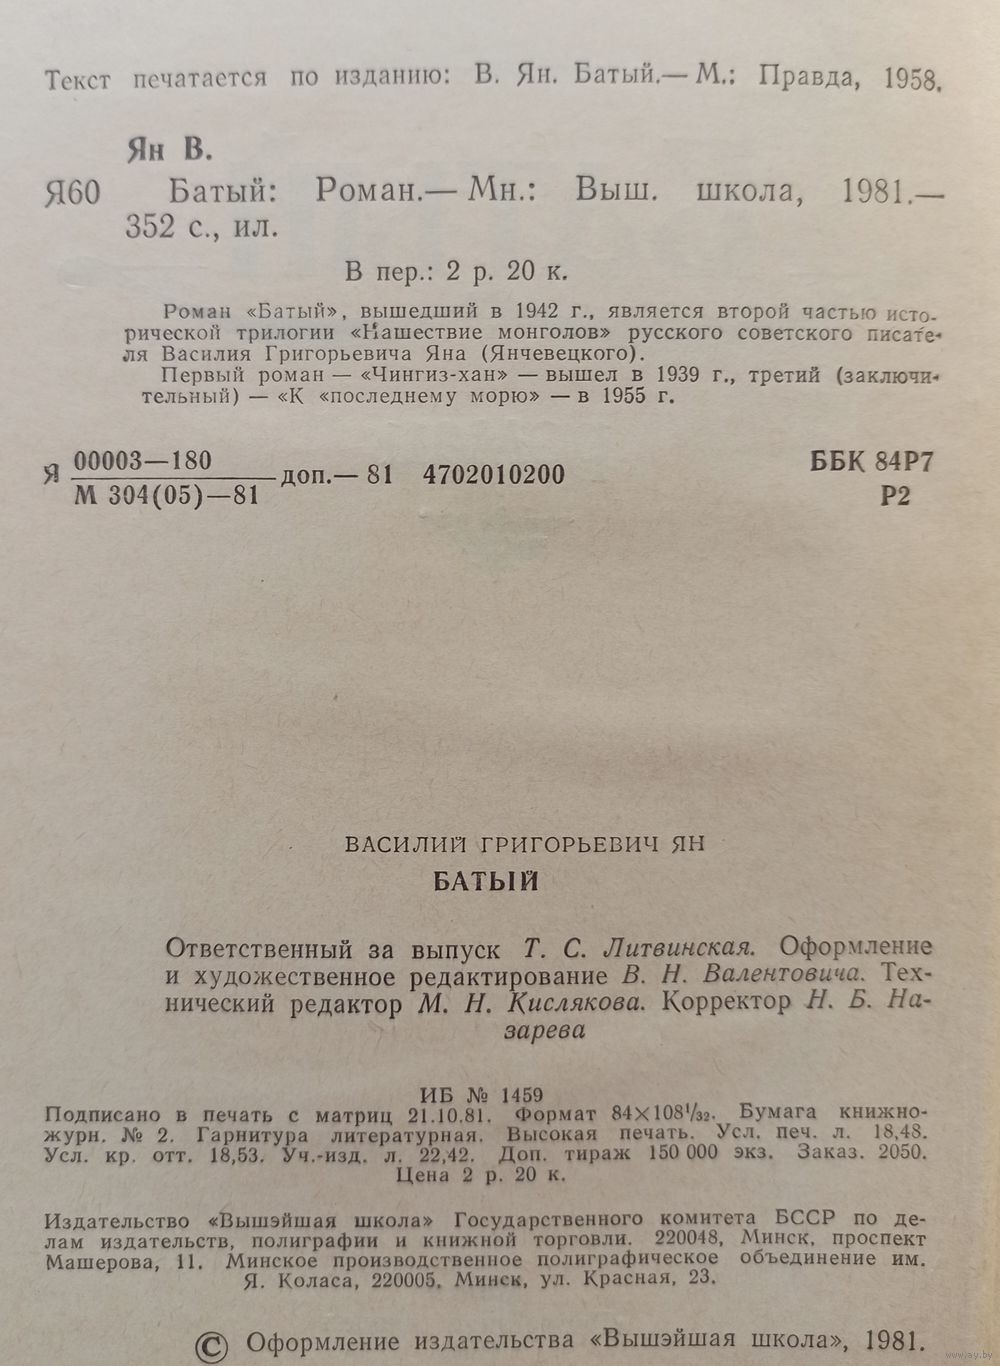 Текст печатается по изданию: В. Ян. Батый.— М.: Правда, 1958.
Ян В.
Я60 Батый: Роман.— Мн.: Выш. школа, 1981.—
352 с., ил.
В пер.: 2 р. 20 к.
Роман «Батый», вышедший в 1942 г., является второй частью исто-
рической трилогии «Нашествие монголов» русского советского писате-
ля Василия Григорьевича Яна (Янчевецкого).
Первый роман — «Чингиз-хан» — вышел в 1939 г., третий (заключи-
тельный) — «К «последнему морю» — в 1955 г.
Я 00003—180 доп.— 81 4702010200 ББК 84Р7
М 304(05)—81 Р2
ВАСИЛИЙ ГРИГОРЬЕВИЧ ЯН
БАТЫЙ
Ответственный за выпуск Т. С. Литвинская. Оформление
и художественное редактирование В. Н. Валентовича. Тех-
нический редактор М. Н. Кислякова. Корректор Н. Б. На-
зарева
ИБ № 1459
Подписано в печать с матриц 21.10.81. Формат 84×108¹/₃₂. Бумага книжно-
журн. № 2. Гарнитура литературная. Высокая печать. Усл. печ. л. 18,48.
Усл. кр. отт. 18,53. Уч.-изд. л. 22,42. Доп. тираж 150 000 экз. Заказ. 2050.
Цена 2 р. 20 к.
Издательство «Вышэйшая школа» Государственного комитета БССР по де-
лам издательств, полиграфии и книжной торговли. 220048, Минск, проспект
Машерова, 11. Минское производственное полиграфическое объединение им.
Я. Коласа, 220005, Минск, ул. Красная, 23.
© Оформление издательства «Вышэйшая школа», 1981.
www.ay.by